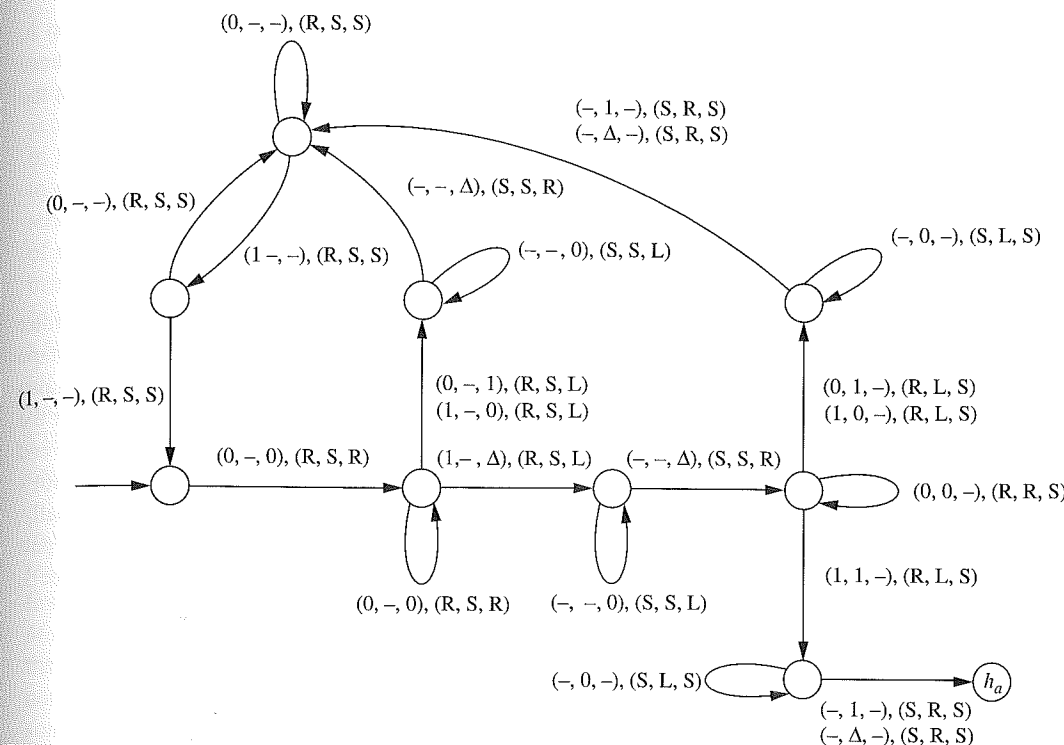 (0, –, –), (R, S, S)
(–, 1, –), (S, R, S)
(–, Δ, –), (S, R, S)
(–, –, Δ), (S, S, R)
(0, –, –), (R, S, S)
(1 –, –), (R, S, S)
(–, –, 0), (S, S, L)
(–, 0, –), (S, L, S)
(1, –, –), (R, S, S)
(0, –, 1), (R, S, L)
(1, –, 0), (R, S, L)
(0, 1, –), (R, L, S)
(1, 0, –), (R, L, S)
(0, –, 0), (R, S, R)
(1,– , Δ), (R, S, L)
(–, –, Δ), (S, S, R)
(0, 0, –), (R, R, S)
(0, –, 0), (R, S, R)
(–, –, 0), (S, S, L)
(1, 1, –), (R, L, S)
(–, 0, –), (S, L, S)
hₐ
(–, 1, –), (S, R, S)
(–, Δ, –), (S, R, S)